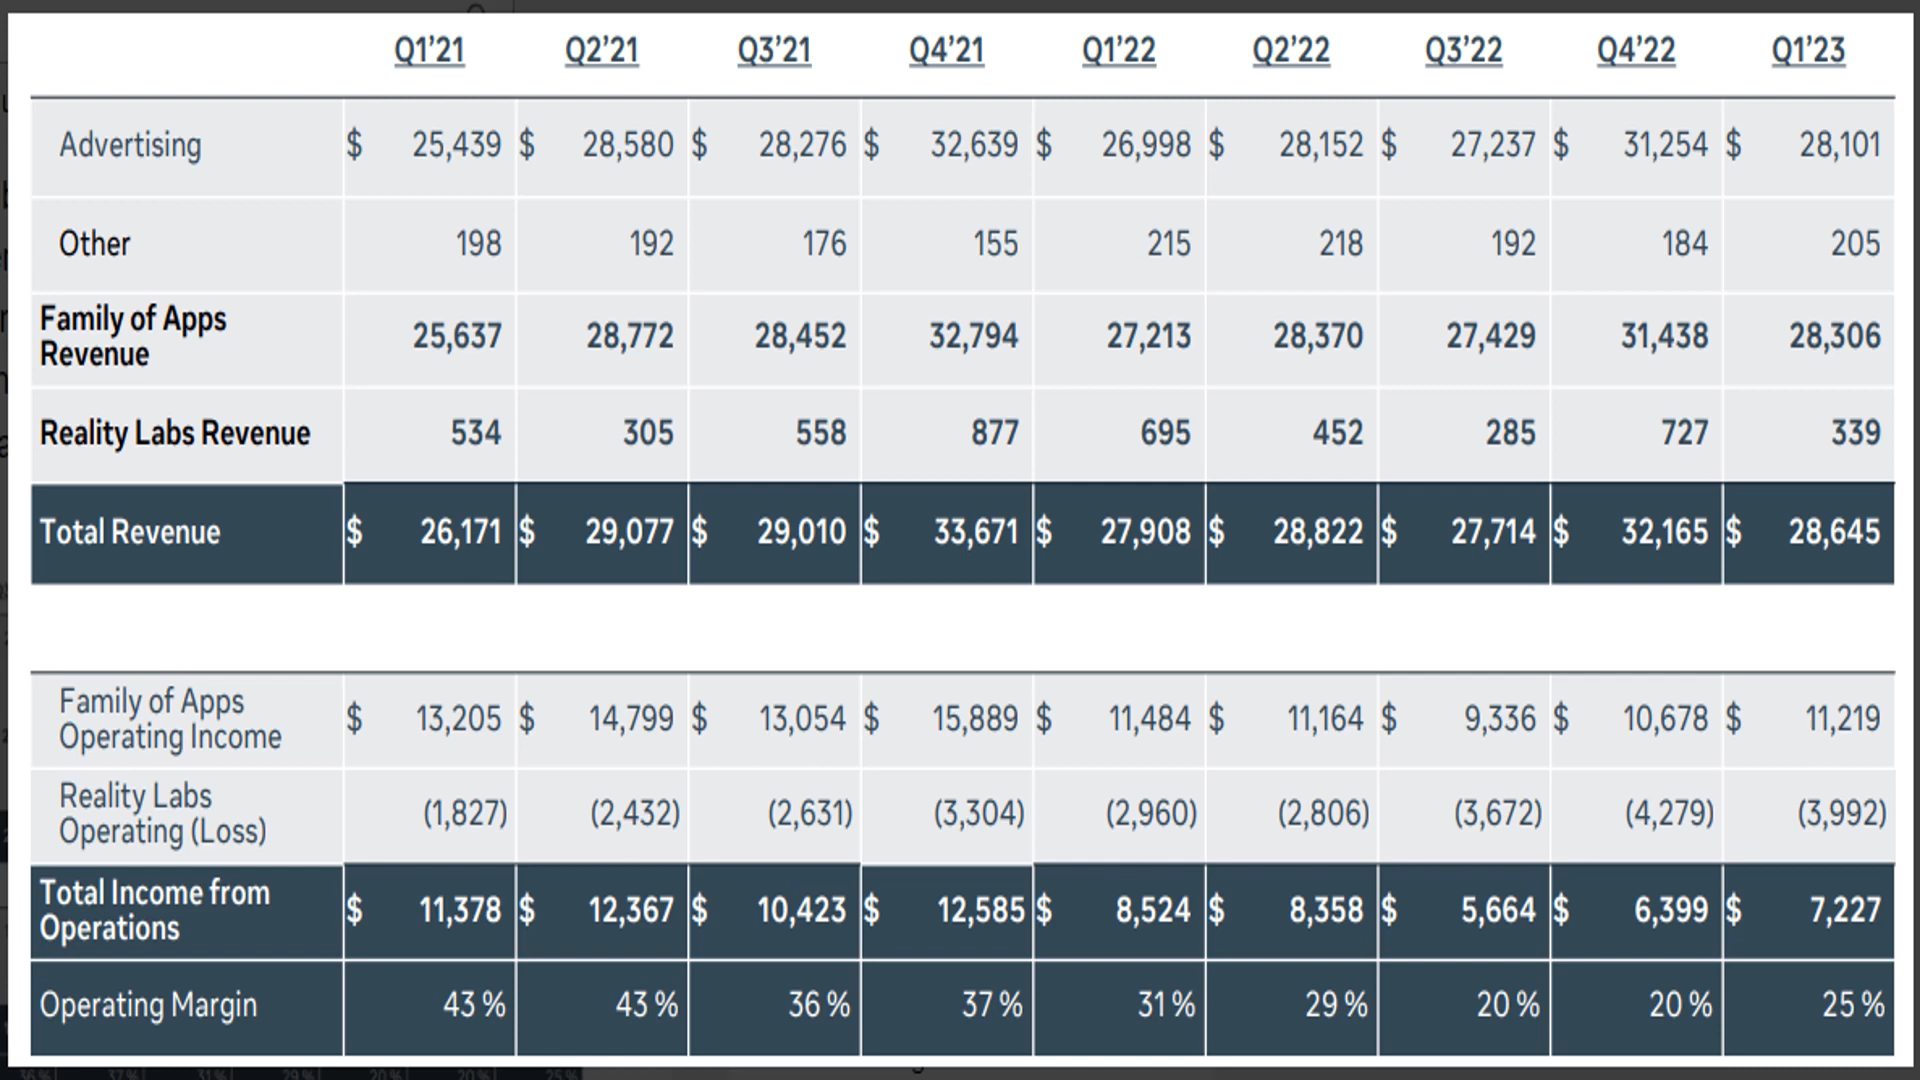 Q1'21 Q2'21 Q3'21 Q4'21 Q1'22 Q2'22 Q3'22 Q4'22 Q1'23
Advertising $ 25,439 $ 28,580 $ 28,276 $ 32,639 $ 26,998 $ 28,152 $ 27,237 $ 31,254 $ 28,101
Other 198 192 176 155 215 218 192 184 205
Family of Apps
Revenue 25,637 28,772 28,452 32,794 27,213 28,370 27,429 31,438 28,306
Reality Labs Revenue 534 305 558 877 695 452 285 727 339
Total Revenue $ 26,171 $ 29,077 $ 29,010 $ 33,671 $ 27,908 $ 28,822 $ 27,714 $ 32,165 $ 28,645
Family of Apps
Operating Income $ 13,205 $ 14,799 $ 13,054 $ 15,889 $ 11,484 $ 11,164 $ 9,336 $ 10,678 $ 11,219
Reality Labs
Operating (Loss) (1,827) (2,432) (2,631) (3,304) (2,960) (2,806) (3,672) (4,279) (3,992)
Total Income from
Operations $ 11,378 $ 12,367 $ 10,423 $ 12,585 $ 8,524 $ 8,358 $ 5,664 $ 6,399 $ 7,227
Operating Margin 43 % 43 % 36 % 37 % 31 % 29 % 20 % 20 % 25 %
36 % 37 % 31 % 29 % 20 % 20 % 25 %